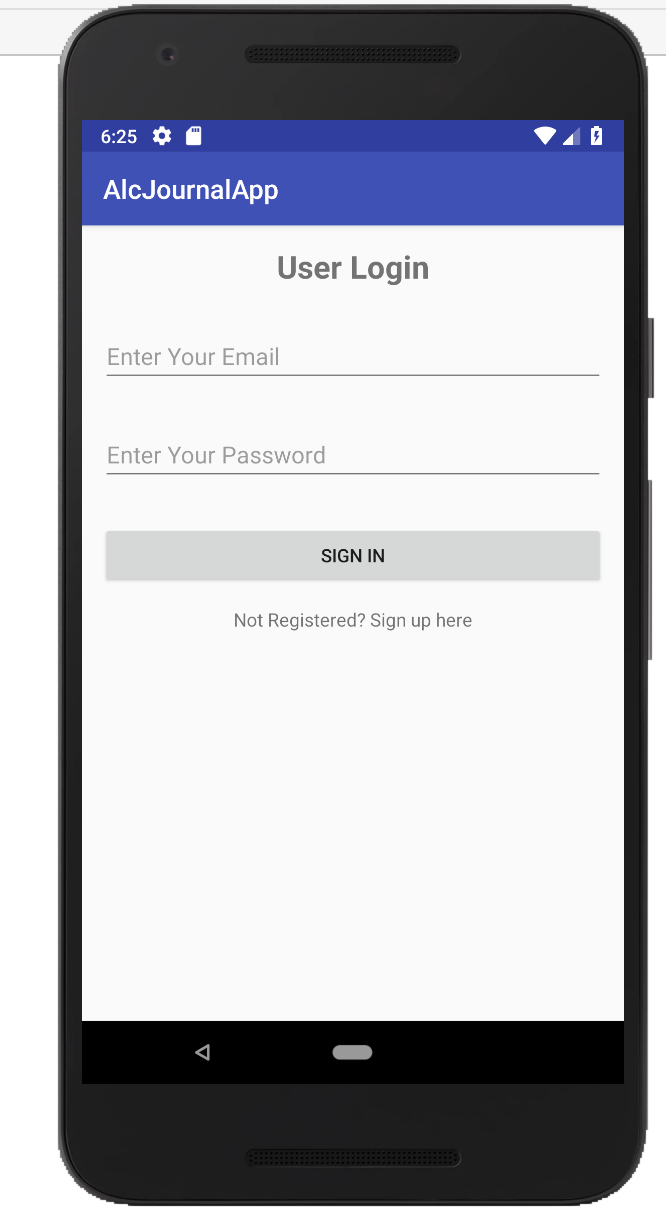 6:25
AlcJournalApp
User Login
Enter Your Email
Enter Your Password
SIGN IN
Not Registered? Sign up here